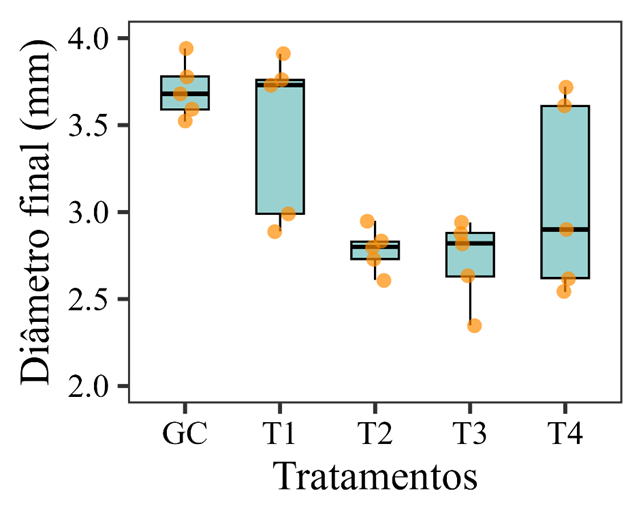 Diâmetro final (mm)
4.0
3.5
3.0
2.5
2.0
GC T1 T2 T3 T4
Tratamentos